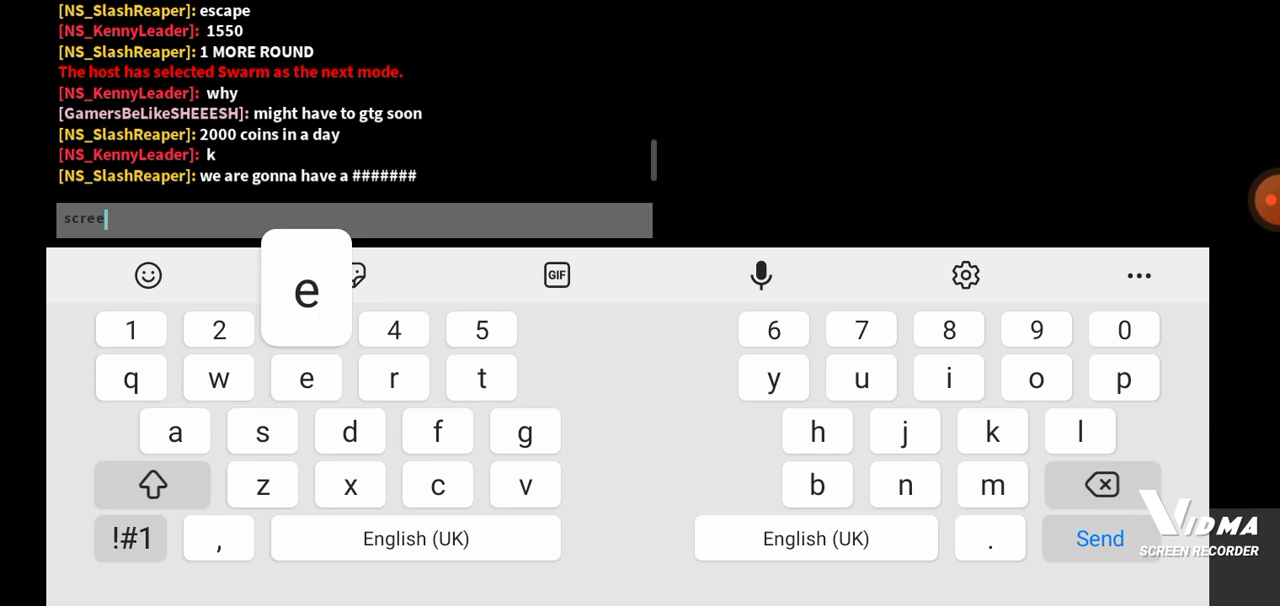 [NS_SlashReaper]: escape
[NS_KennyLeader]: 1550
[NS_SlashReaper]: 1 MORE ROUND
The host has selected Swarm as the next mode.
[NS_KennyLeader]: why
[GamersBeLikeSHEEESH]: might have to gtg soon
[NS_SlashReaper]: 2000 coins in a day
[NS_KennyLeader]: k
[NS_SlashReaper]: we are gonna have a #######
scree
e
GIF
1 2 4 5 6 7 8 9 0
q w e r t y u i o p
a s d f g h j k l
z x c v b n m
!#1 , English (UK) English (UK) . Send
VIDMA
SCREEN RECORDER